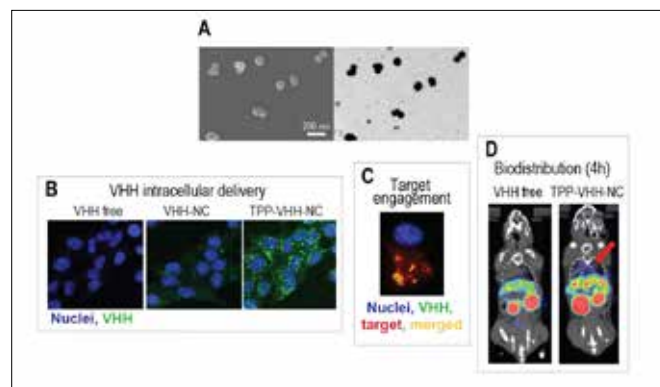 A
200 nm
B
VHH intracellular delivery
VHH free
VHH-NC
TPP-VHH-NC
Nuclei, VHH
C
Target
engagement
Nuclei, VHH,
target, merged
D
Biodistribution (4h)
VHH free
TPP-VHH-NC